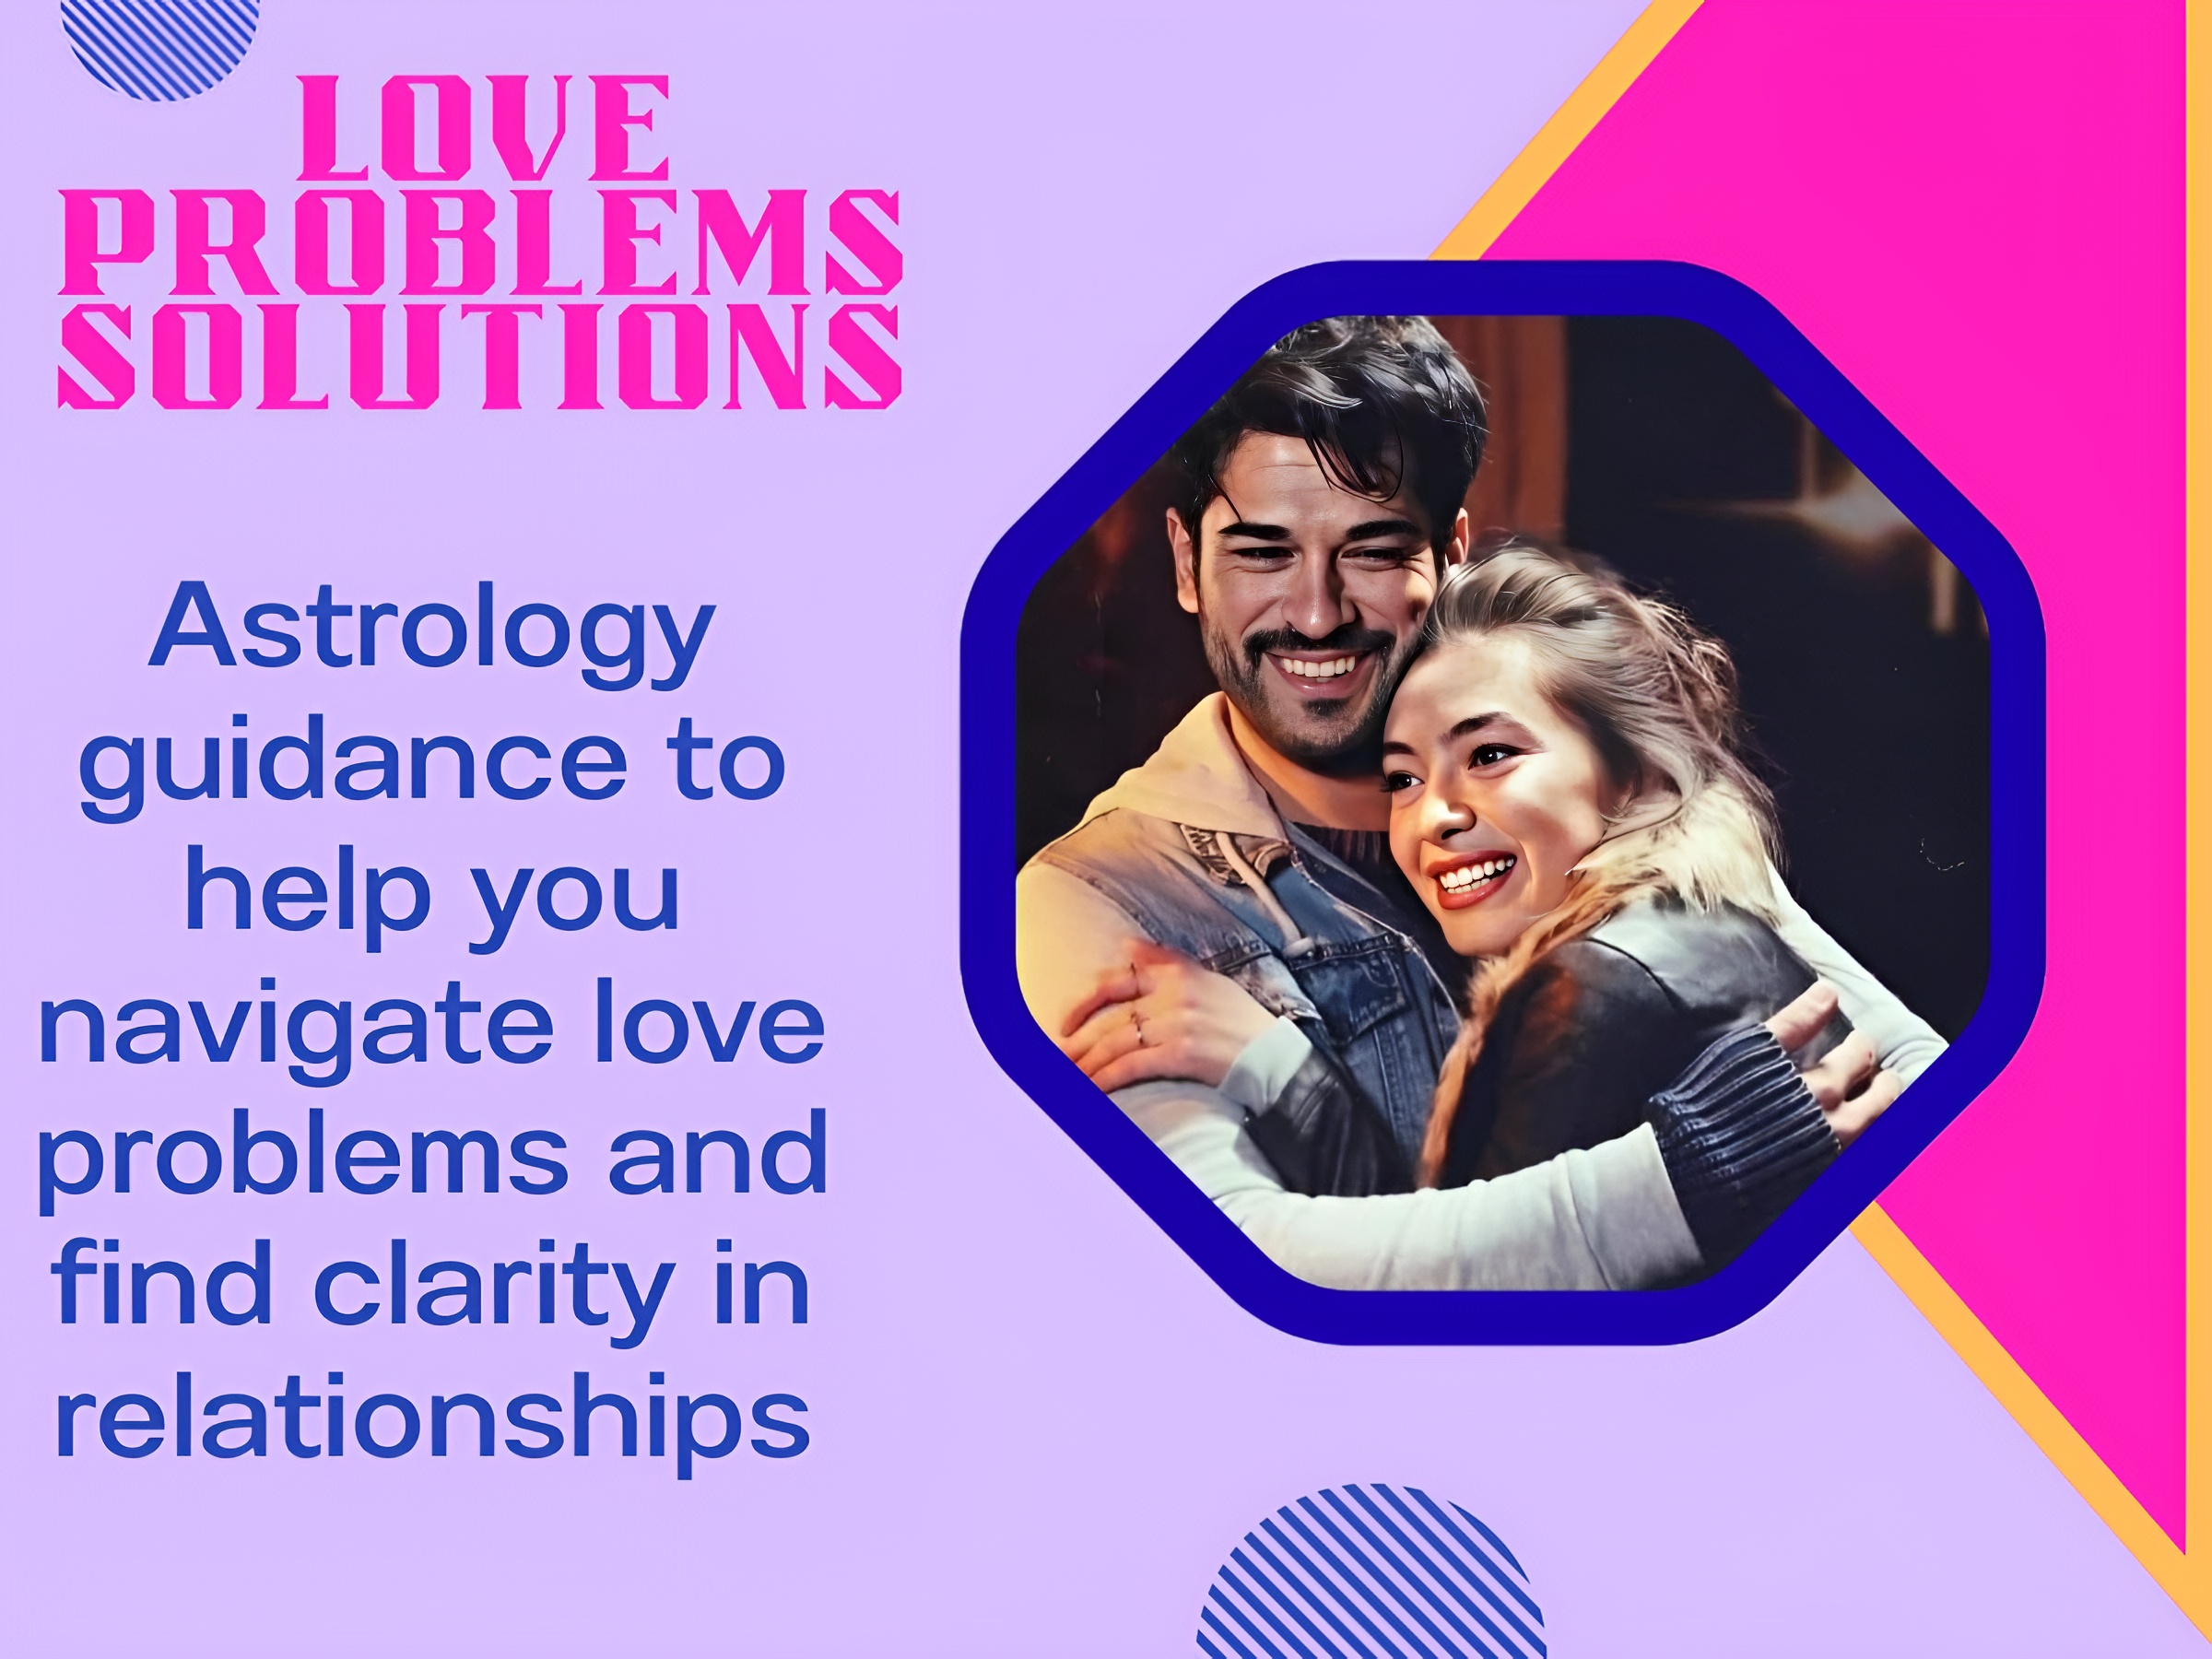 LOVE
PROBLEMS
SOLUTIONS
Astrology
guidance to
help you
navigate love
problems and
find clarity in
relationships